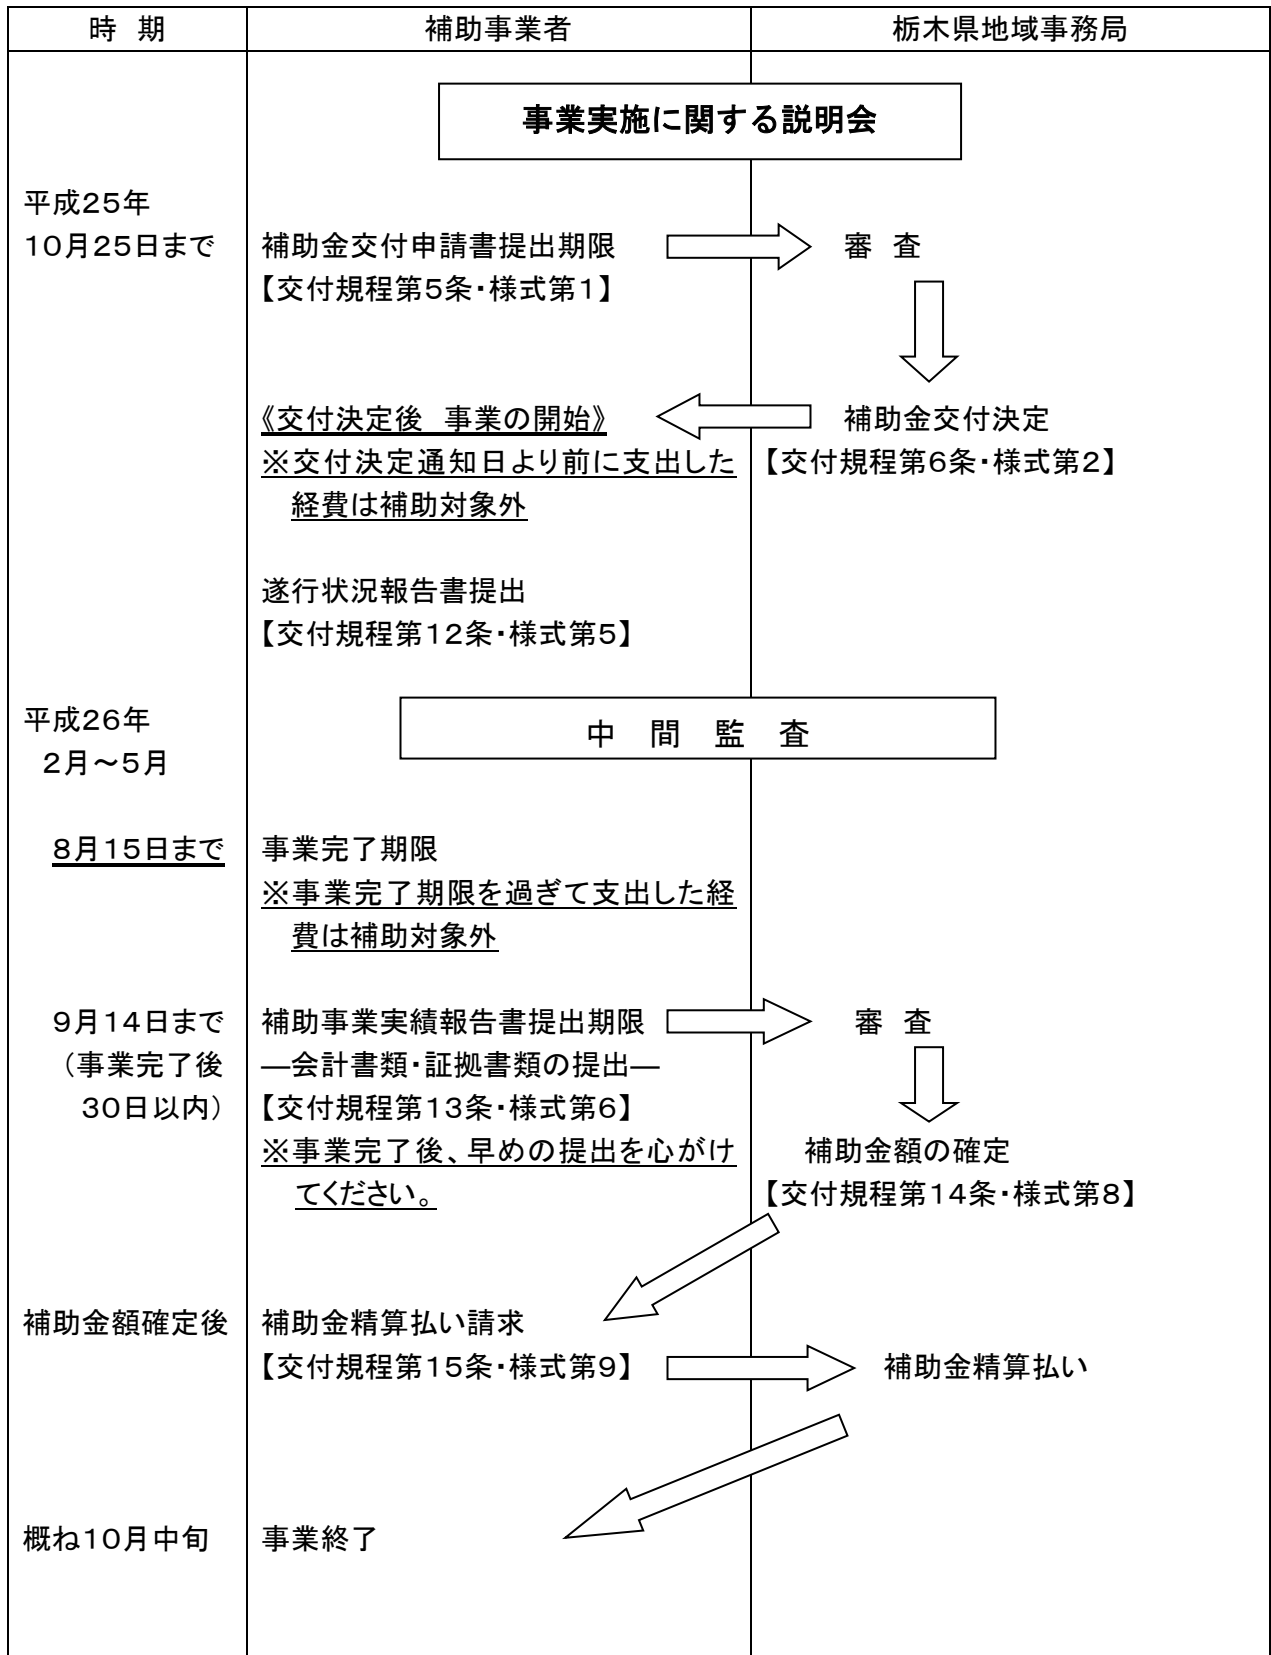 時 期 補助事業者 栃木県地域事務局
事業実施に関する説明会
平成25年
10月25日まで 補助金交付申請書提出期限 審 査
【交付規程第5条・様式第1】
《交付決定後 事業の開始》 補助金交付決定
※交付決定通知日より前に支出した 【交付規程第6条・様式第2】
経費は補助対象外
遂行状況報告書提出
【交付規程第12条・様式第5】
平成26年
中 間 監 査
2月～5月
8月15日まで 事業完了期限
※事業完了期限を過ぎて支出した経
費は補助対象外
9月14日まで 補助事業実績報告書提出期限 審 査
（事業完了後 ―会計書類・証拠書類の提出―
30日以内） 【交付規程第13条・様式第6】
※事業完了後、早めの提出を心がけ 補助金額の確定
てください。 【交付規程第14条・様式第8】
補助金額確定後 補助金精算払い請求
【交付規程第15条・様式第9】 補助金精算払い
概ね10月中旬 事業終了